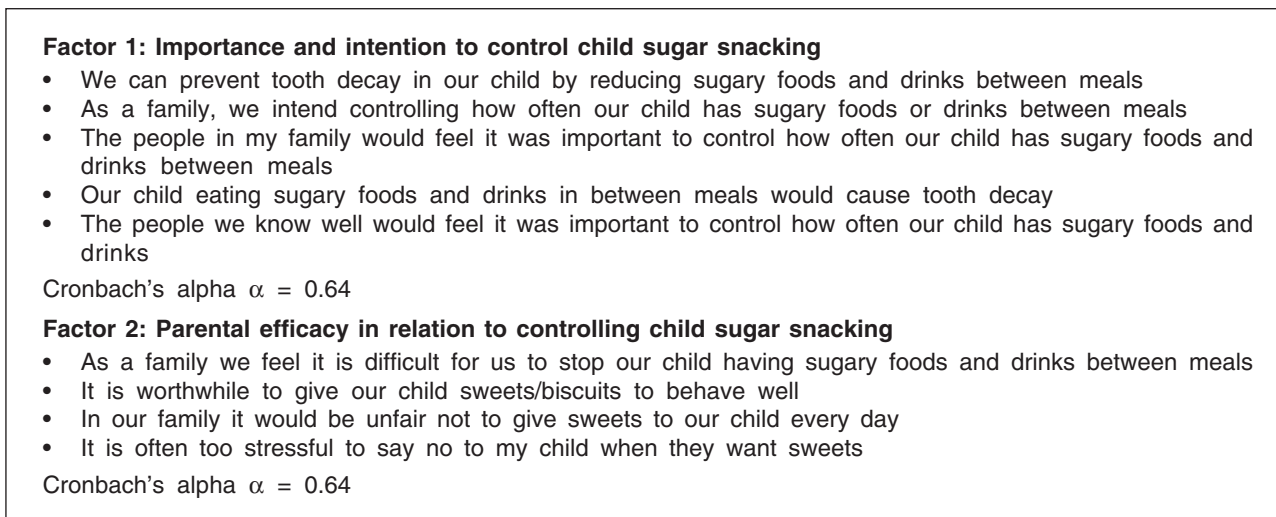 Factor 1: Importance and intention to control child sugar snacking
• We can prevent tooth decay in our child by reducing sugary foods and drinks between meals
• As a family, we intend controlling how often our child has sugary foods or drinks between meals
• The people in my family would feel it was important to control how often our child has sugary foods and
drinks between meals
• Our child eating sugary foods and drinks in between meals would cause tooth decay
• The people we know well would feel it was important to control how often our child has sugary foods and
drinks
Cronbach's alpha α = 0.64
Factor 2: Parental efficacy in relation to controlling child sugar snacking
• As a family we feel it is difficult for us to stop our child having sugary foods and drinks between meals
• It is worthwhile to give our child sweets/biscuits to behave well
• In our family it would be unfair not to give sweets to our child every day
• It is often too stressful to say no to my child when they want sweets
Cronbach's alpha α = 0.64